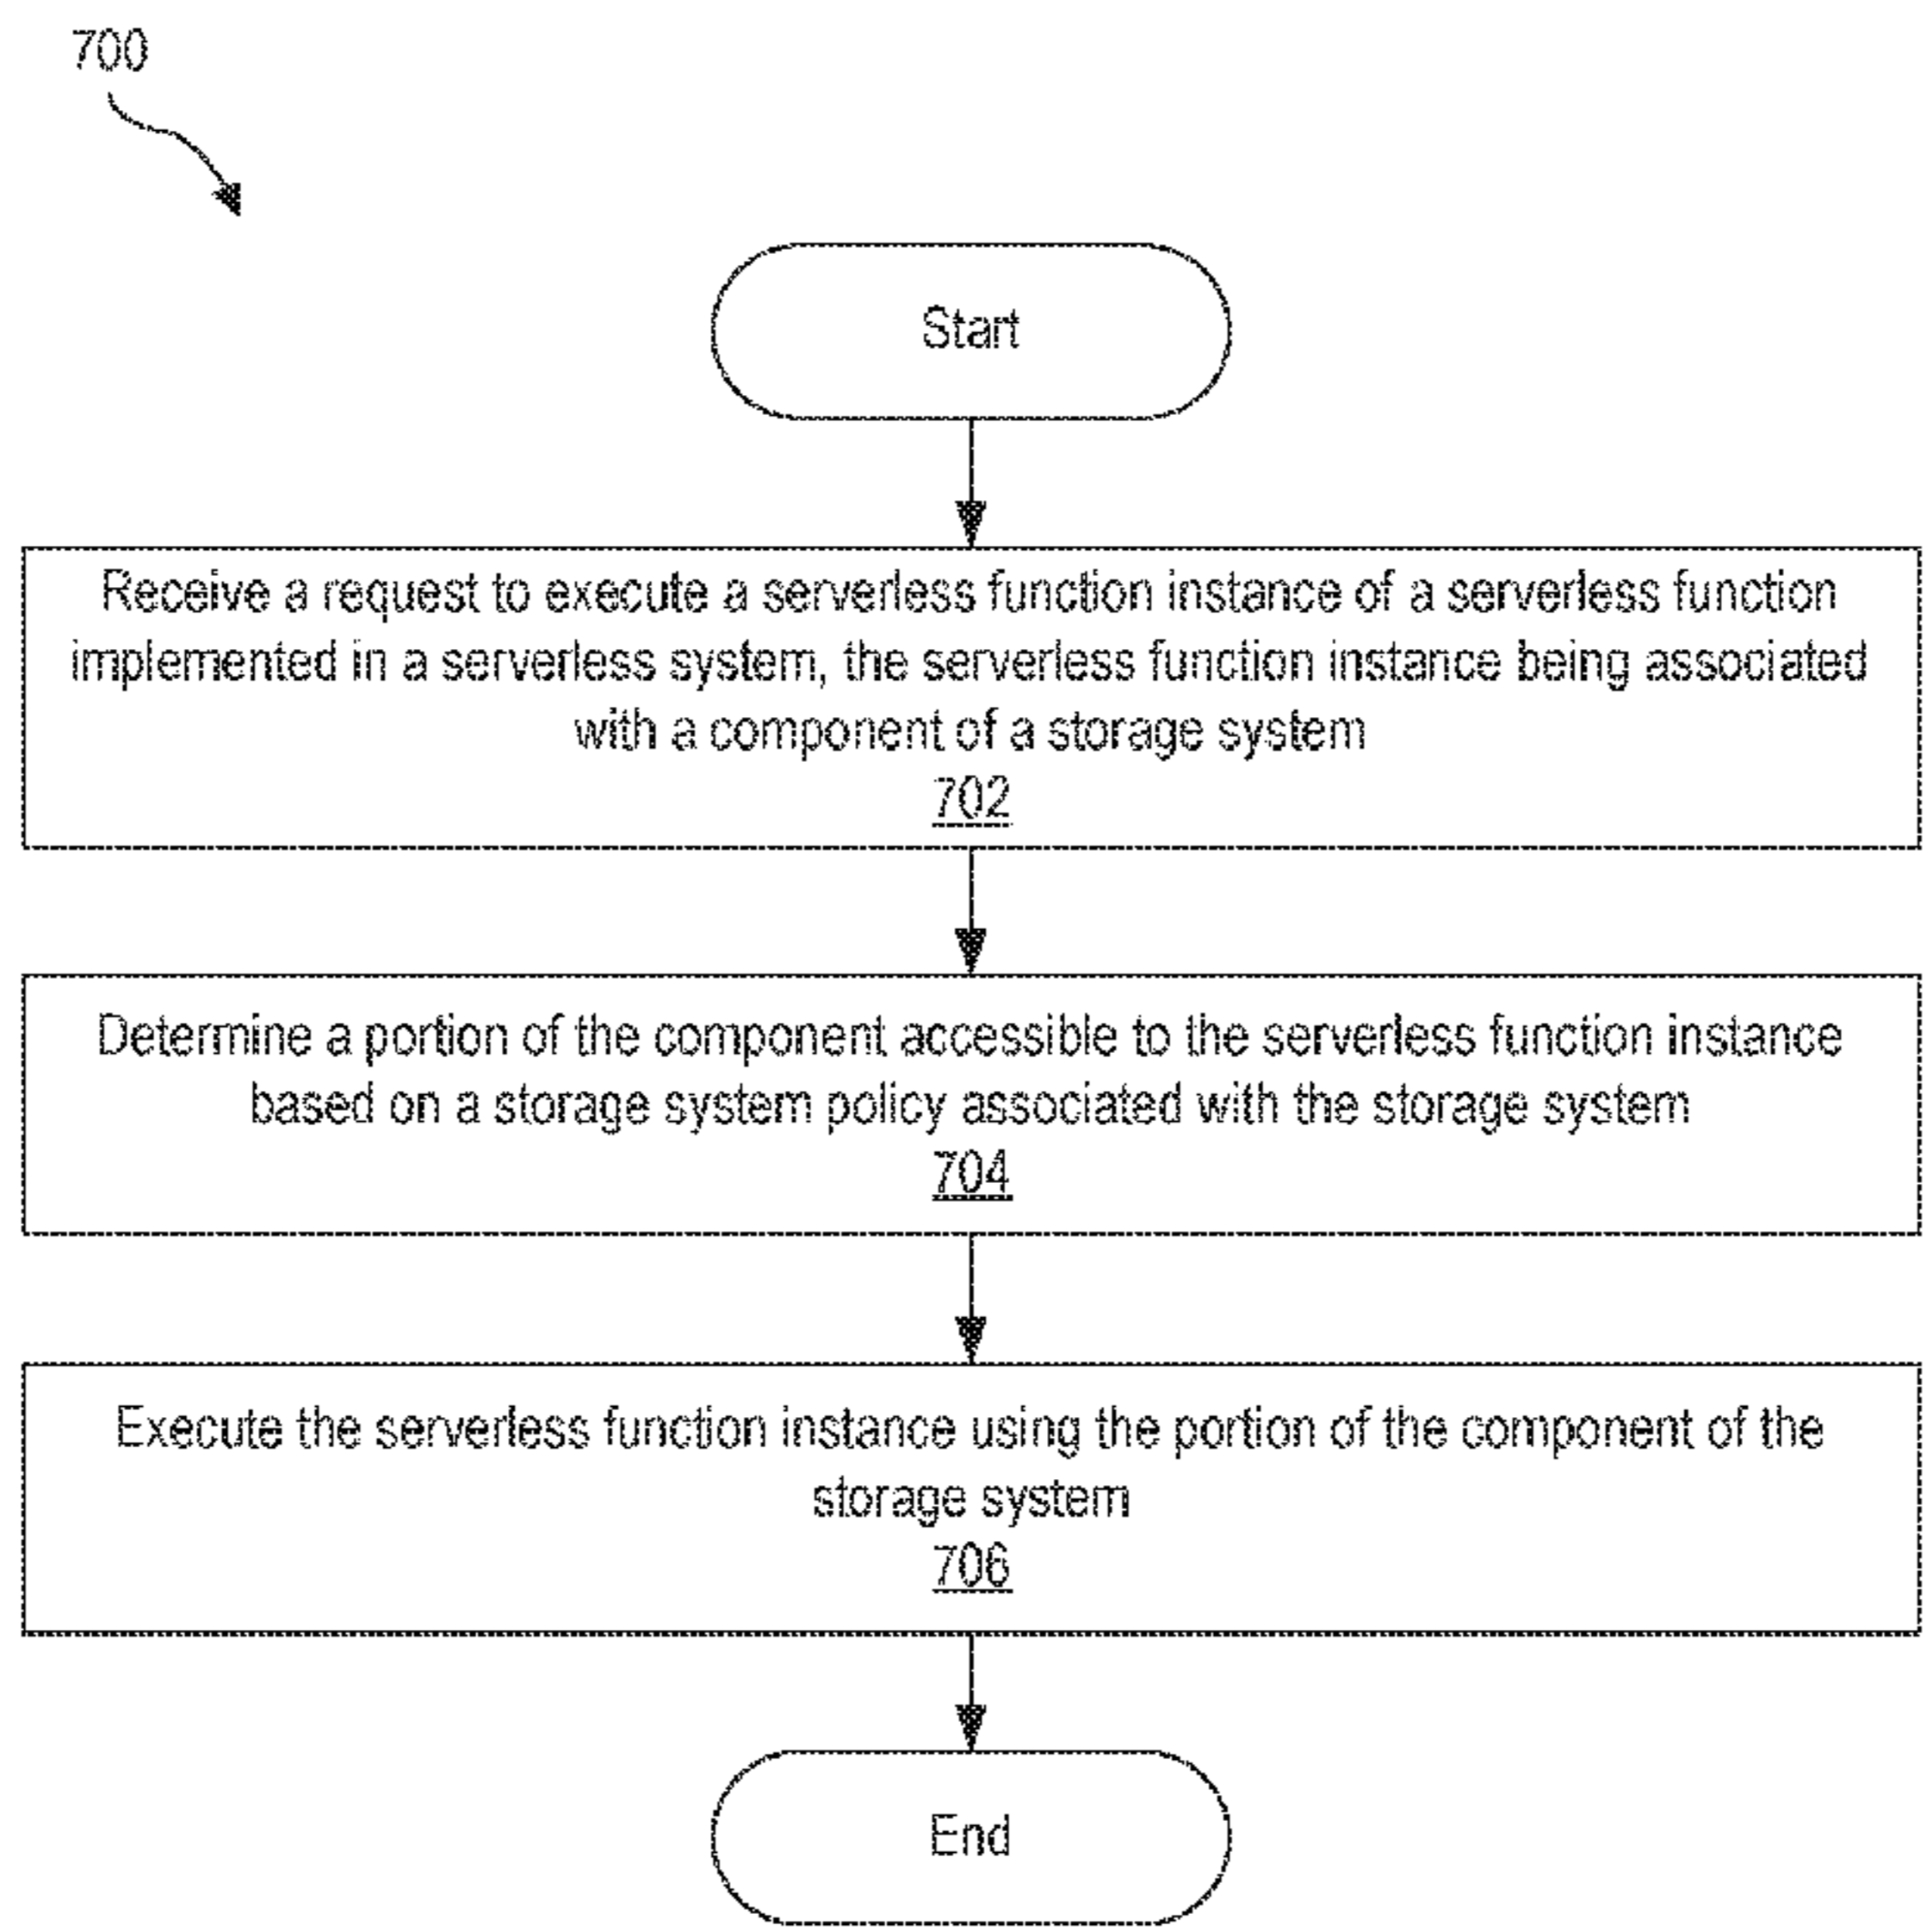 700
Start
Receive a request to execute a serverless function instance of a serverless function
implemented in a serverless system, the serverless function instance being associated
with a component of a storage system
702
Determine a portion of the component accessible to the serverless function instance
based on a storage system policy associated with the storage system
704
Execute the serverless function instance using the portion of the component of the
storage system
706
End